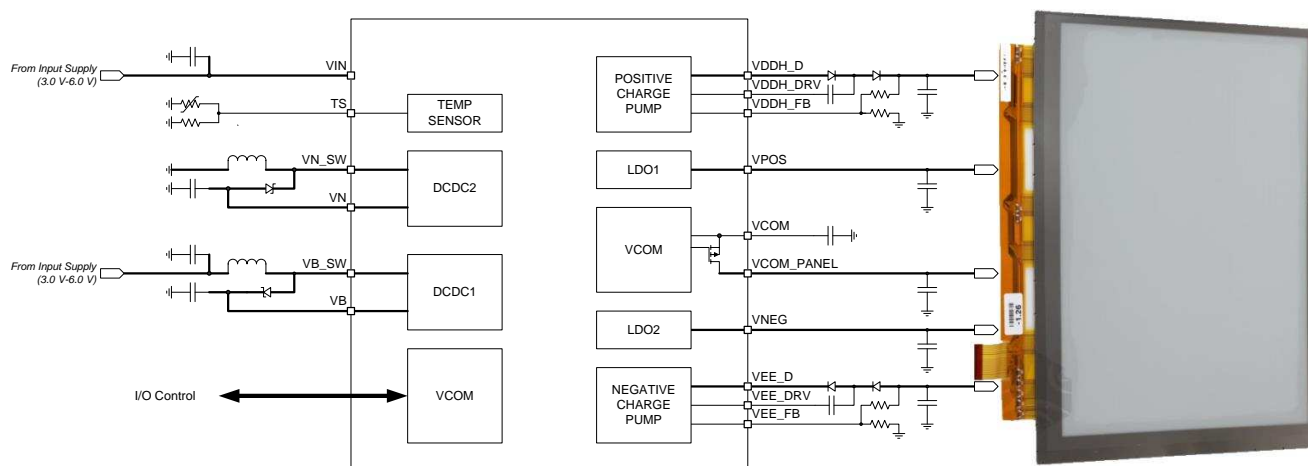 From Input Supply
(3.0 V-6.0 V)
VIN
TS
TEMP
SENSOR
VN_SW
VN
DCDC2
From Input Supply
(3.0 V-6.0 V)
VB_SW
VB
DCDC1
I/O Control
VCOM
POSITIVE
CHARGE
PUMP
VDDH_D
VDDH_DRV
VDDH_FB
LDO1
VPOS
VCOM
VCOM
VCOM_PANEL
LDO2
VNEG
NEGATIVE
CHARGE
PUMP
VEE_D
VEE_DRV
VEE_FB
-1.26